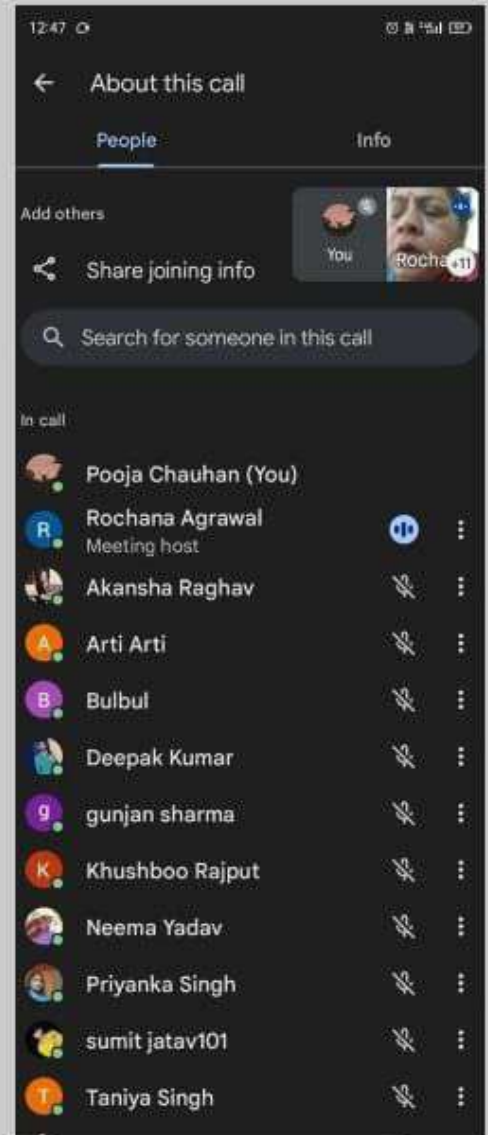 12:47
About this call
People
Info
Add others
Share joining info
You
Rocha
+11
Search for someone in this call
In call
Pooja Chauhan (You)
R
Rochana Agrawal
Meeting host
Akansha Raghav
A
Arti Arti
B
Bulbul
Deepak Kumar
g
gunjan sharma
K
Khushboo Rajput
Neema Yadav
Priyanka Singh
sumit jatav101
T
Taniya Singh